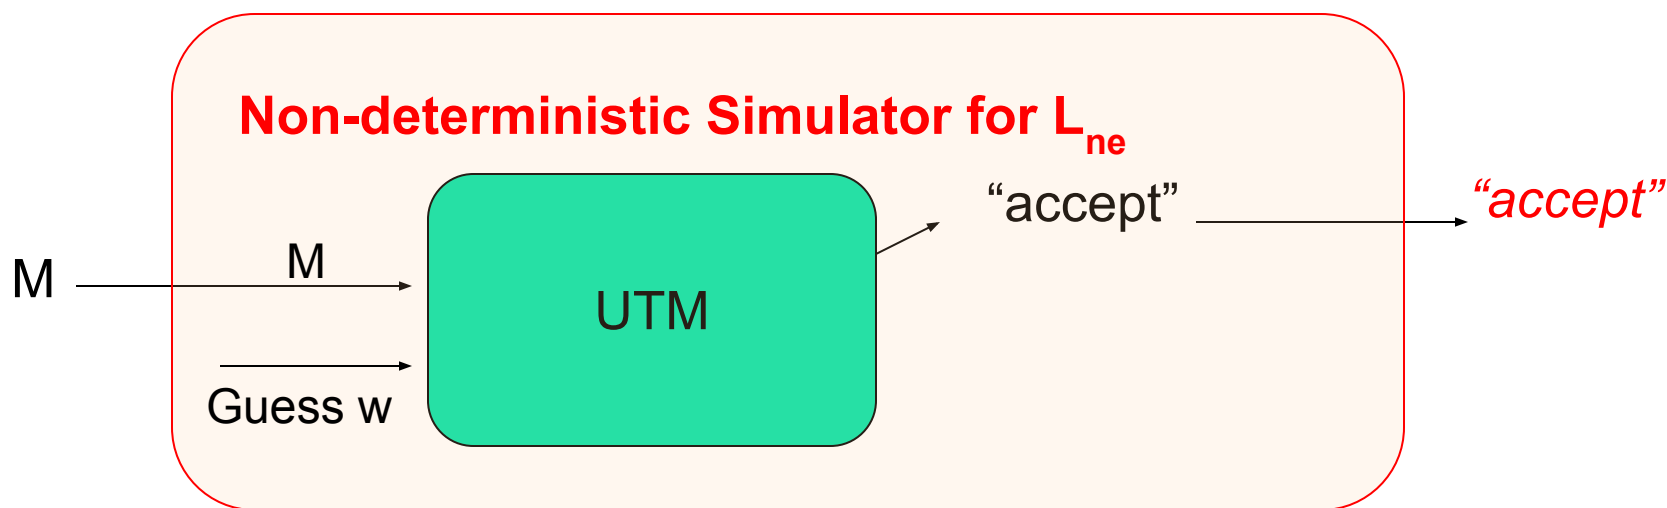 Non-deterministic Simulator for Lne
“accept”
“accept”
M
M
UTM
Guess w